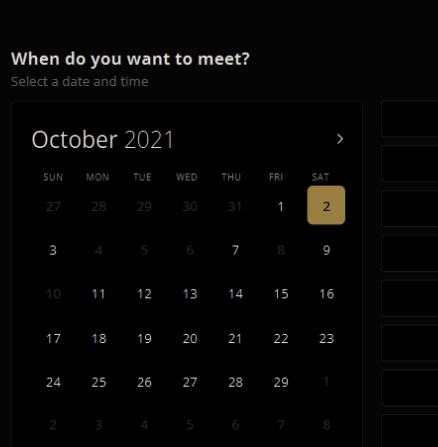 When do you want to meet?
Select a date and time
October 2021 >
SUN MON TUE WED THU FRI SAT
27 28 29 30 31 1 2
3 4 5 6 7 8 9
10 11 12 13 14 15 16
17 18 19 20 21 22 23
24 25 26 27 28 29 1
2 3 4 5 6 7 8